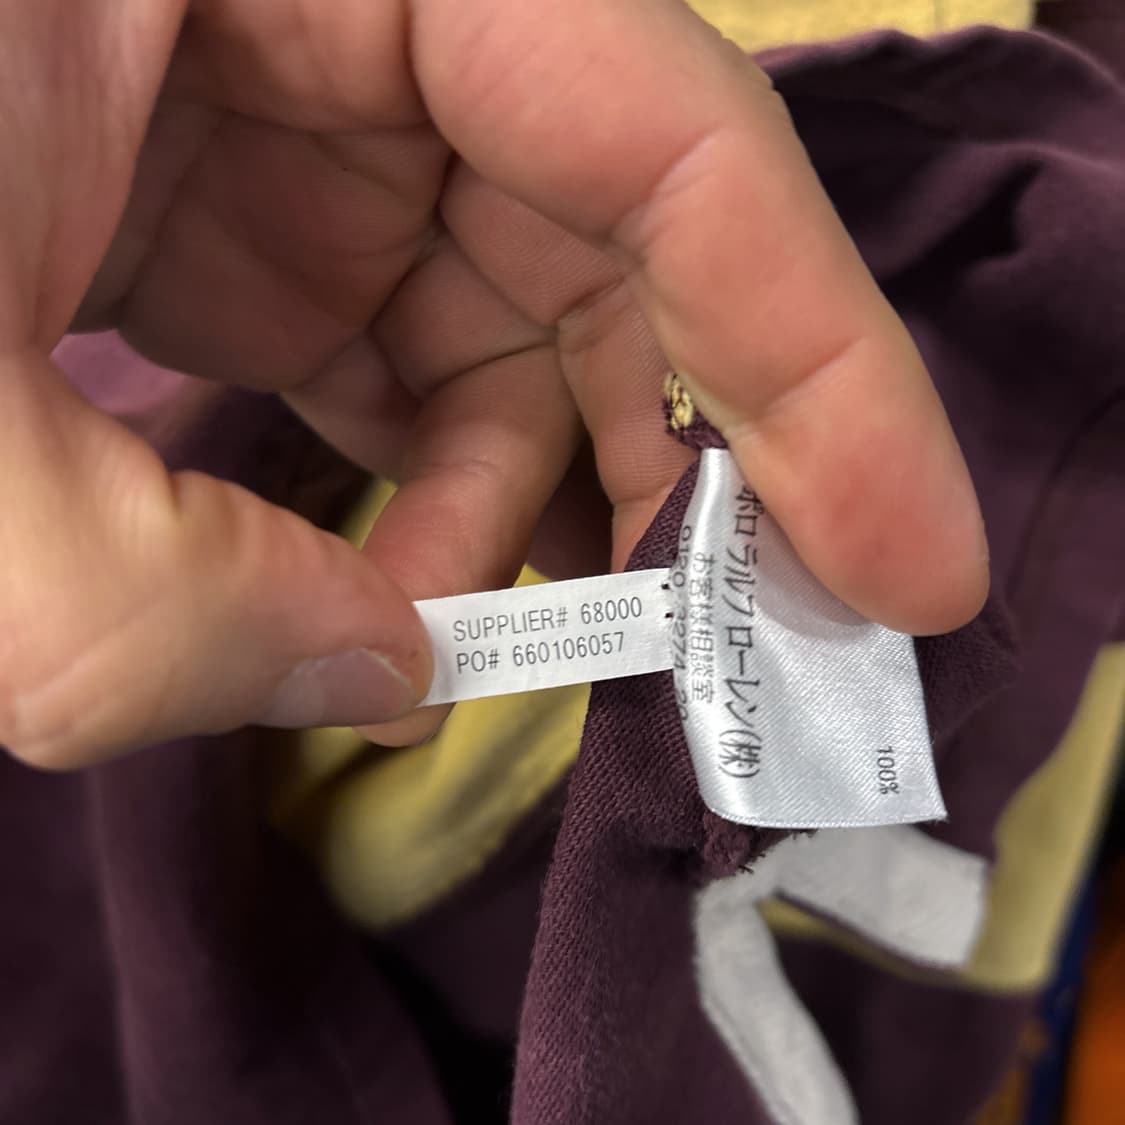 SUPPLIER# 68000
PO# 660106057
ポロ ラルフ ローレン(株)
お客様相談室
100%